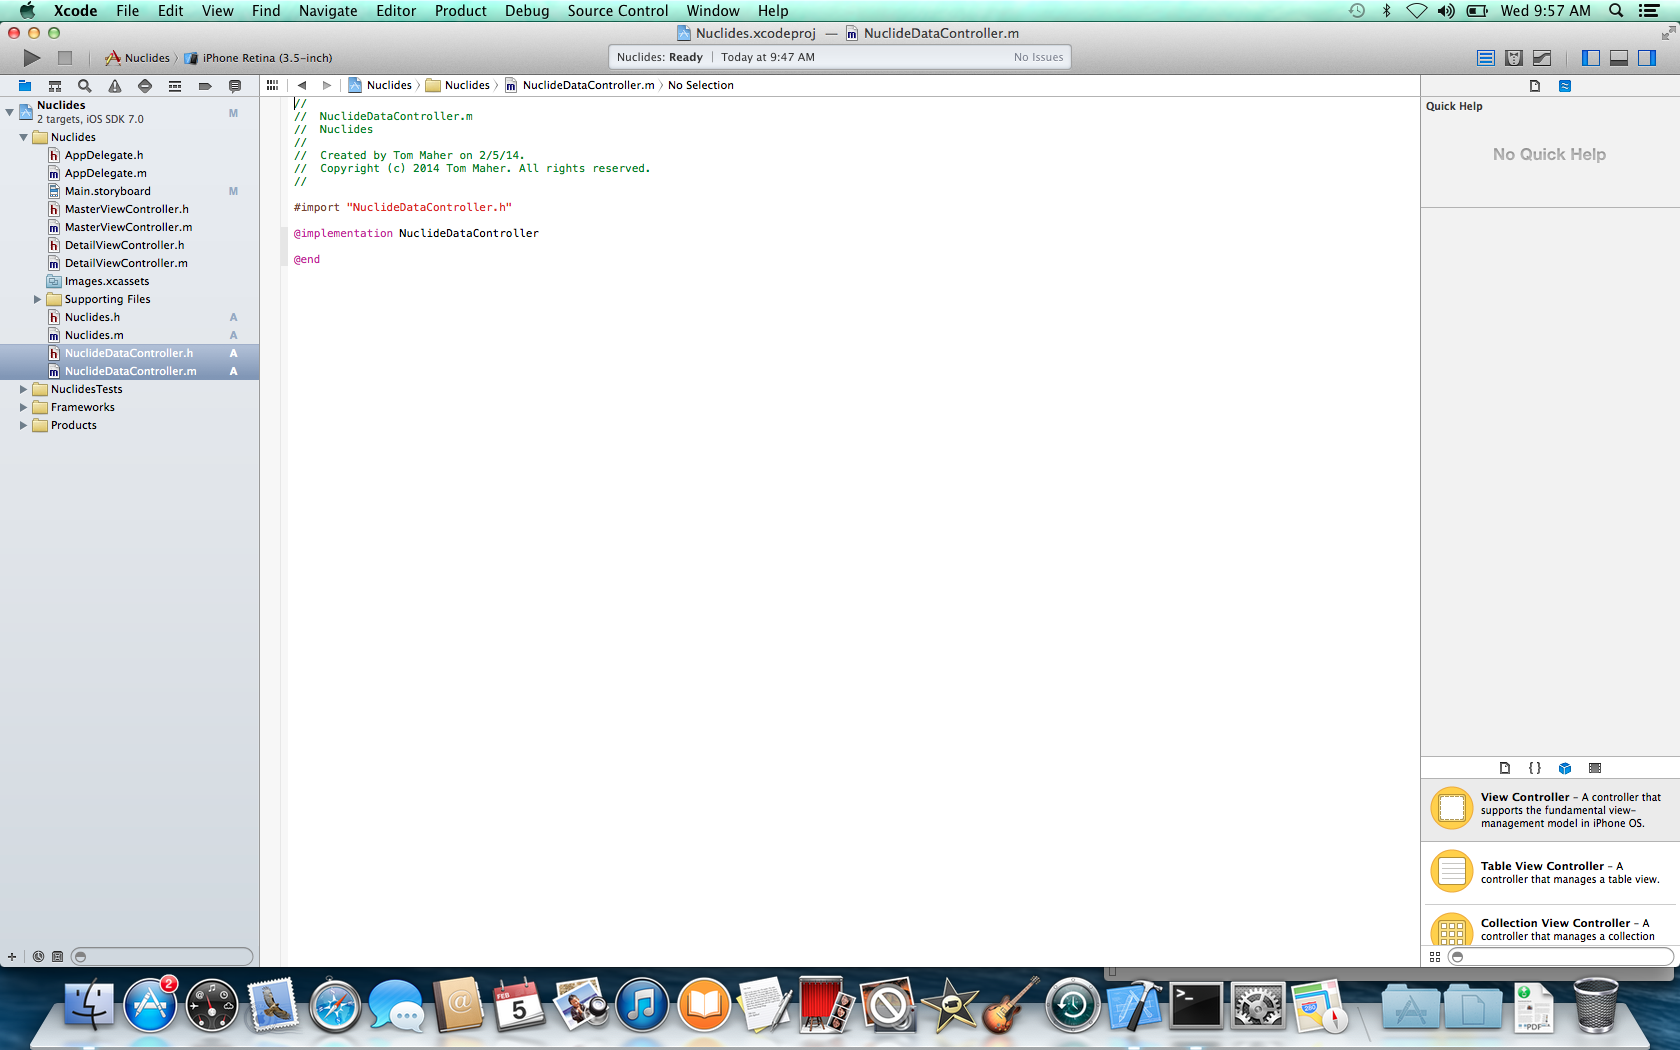 Xcode File Edit View Find Navigate Editor Product Debug Source Control Window Help Wed 9:57 AM
Nuclides.xcodeproj — NuclideDataController.m
Nuclides iPhone Retina (3.5-inch) Nuclides: Ready Today at 9:47 AM No Issues
Nuclides Nuclides NuclideDataController.m No Selection
Nuclides
2 targets, iOS SDK 7.0
M
Nuclides
AppDelegate.h
AppDelegate.m
Main.storyboard M
MasterViewController.h
MasterViewController.m
DetailViewController.h
DetailViewController.m
Images.xcassets
Supporting Files
Nuclides.h A
Nuclides.m A
NuclideDataController.h A
NuclideDataController.m A
NuclidesTests
Frameworks
Products
//
// NuclideDataController.m
// Nuclides
//
// Created by Tom Maher on 2/5/14.
// Copyright (c) 2014 Tom Maher. All rights reserved.
//
#import "NuclideDataController.h"
@implementation NuclideDataController
@end
Quick Help
No Quick Help
{ }
View Controller - A controller that
supports the fundamental view-
management model in iPhone OS.
Table View Controller - A
controller that manages a table view.
Collection View Controller - A
controller that manages a collection
2
FEB
5
PDF